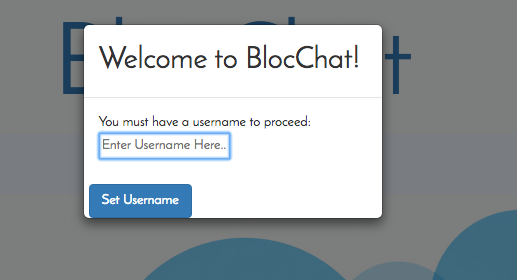 Welcome to BlocChat!
You must have a username to proceed:
Enter Username Here..
Set Username